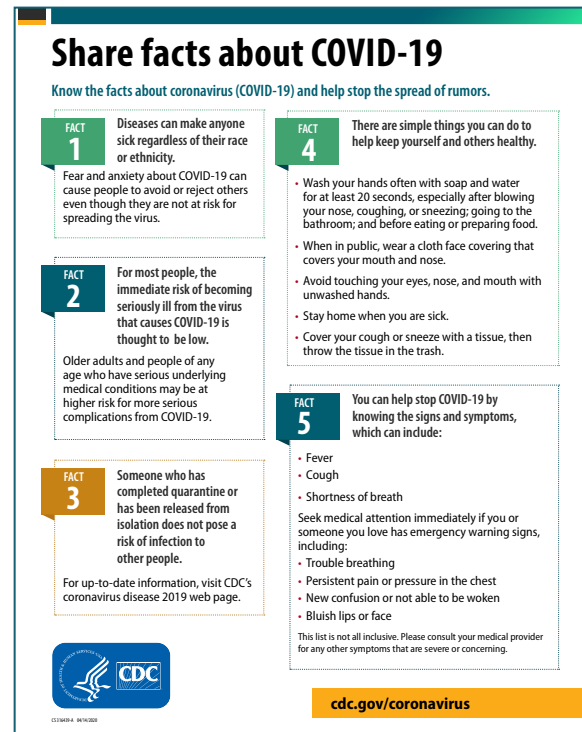 Share facts about COVID-19
Know the facts about coronavirus (COVID-19) and help stop the spread of rumors.
FACT
1
Diseases can make anyone
sick regardless of their race
or ethnicity.
Fear and anxiety about COVID-19 can
cause people to avoid or reject others
even though they are not at risk for
spreading the virus.
FACT
2
For most people, the
immediate risk of becoming
seriously ill from the virus
that causes COVID-19 is
thought to be low.
Older adults and people of any
age who have serious underlying
medical conditions may be at
higher risk for more serious
complications from COVID-19.
FACT
3
Someone who has
completed quarantine or
has been released from
isolation does not pose a
risk of infection to
other people.
For up-to-date information, visit CDC's
coronavirus disease 2019 web page.
FACT
4
There are simple things you can do to
help keep yourself and others healthy.
• Wash your hands often with soap and water
for at least 20 seconds, especially after blowing
your nose, coughing, or sneezing; going to the
bathroom; and before eating or preparing food.
• When in public, wear a cloth face covering that
covers your mouth and nose.
• Avoid touching your eyes, nose, and mouth with
unwashed hands.
• Stay home when you are sick.
• Cover your cough or sneeze with a tissue, then
throw the tissue in the trash.
FACT
5
You can help stop COVID-19 by
knowing the signs and symptoms,
which can include:
• Fever
• Cough
• Shortness of breath
Seek medical attention immediately if you or
someone you love has emergency warning signs,
including:
• Trouble breathing
• Persistent pain or pressure in the chest
• New confusion or not able to be woken
• Bluish lips or face
This list is not all inclusive. Please consult your medical provider
for any other symptoms that are severe or concerning.
CDC
CS 316439-A 04/14/2020
cdc.gov/coronavirus